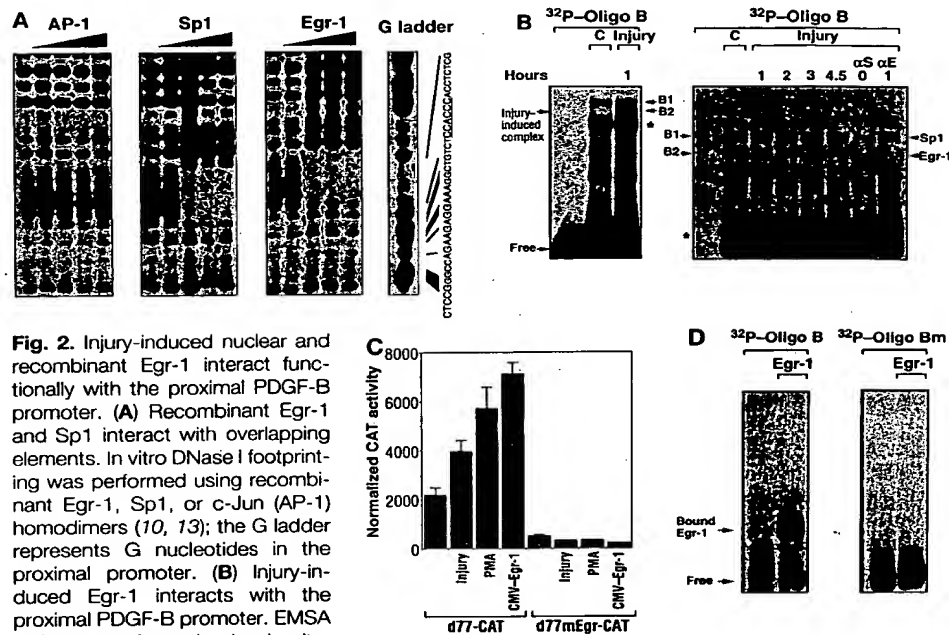 A
AP-1
Sp1
Egr-1
G ladder
CTCCGCGGCCAGAAGAGGAAAGGCTGTCTCCACCCACCTCTCG
B
32P–Oligo B
C Injury
Hours 1
Injury-
induced
complex
B1
B2
*
Free
32P–Oligo B
C Injury
αS αE
1 2 3 4.5 0 1
B1
B2
Sp1
Egr-1
*
Fig. 2. Injury-induced nuclear and
recombinant Egr-1 interact func-
tionally with the proximal PDGF-B
promoter. (A) Recombinant Egr-1
and Sp1 interact with overlapping
elements. In vitro DNase I footprint-
ing was performed using recombi-
nant Egr-1, Sp1, or c-Jun (AP-1)
homodimers (10, 13); the G ladder
represents G nucleotides in the
proximal promoter. (B) Injury-in-
duced Egr-1 interacts with the
proximal PDGF-B promoter. EMSA
C
Normalized CAT activity
8000
6000
4000
2000
0
Injury
PMA
CMV–Egr-1
Injury
PMA
CMV–Egr-1
d77-CAT
d77mEgr-CAT
D
32P–Oligo B
Egr-1
32P–Oligo Bm
Egr-1
Bound
Egr-1
Free